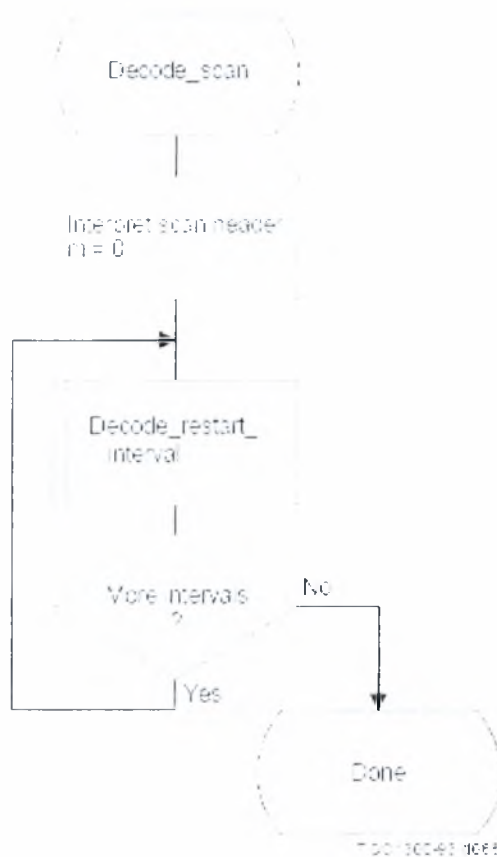 Decode_scan
Interpret scan header
m = 0
Decode_restart_
interval
More intervals
?
No
Yes
Done